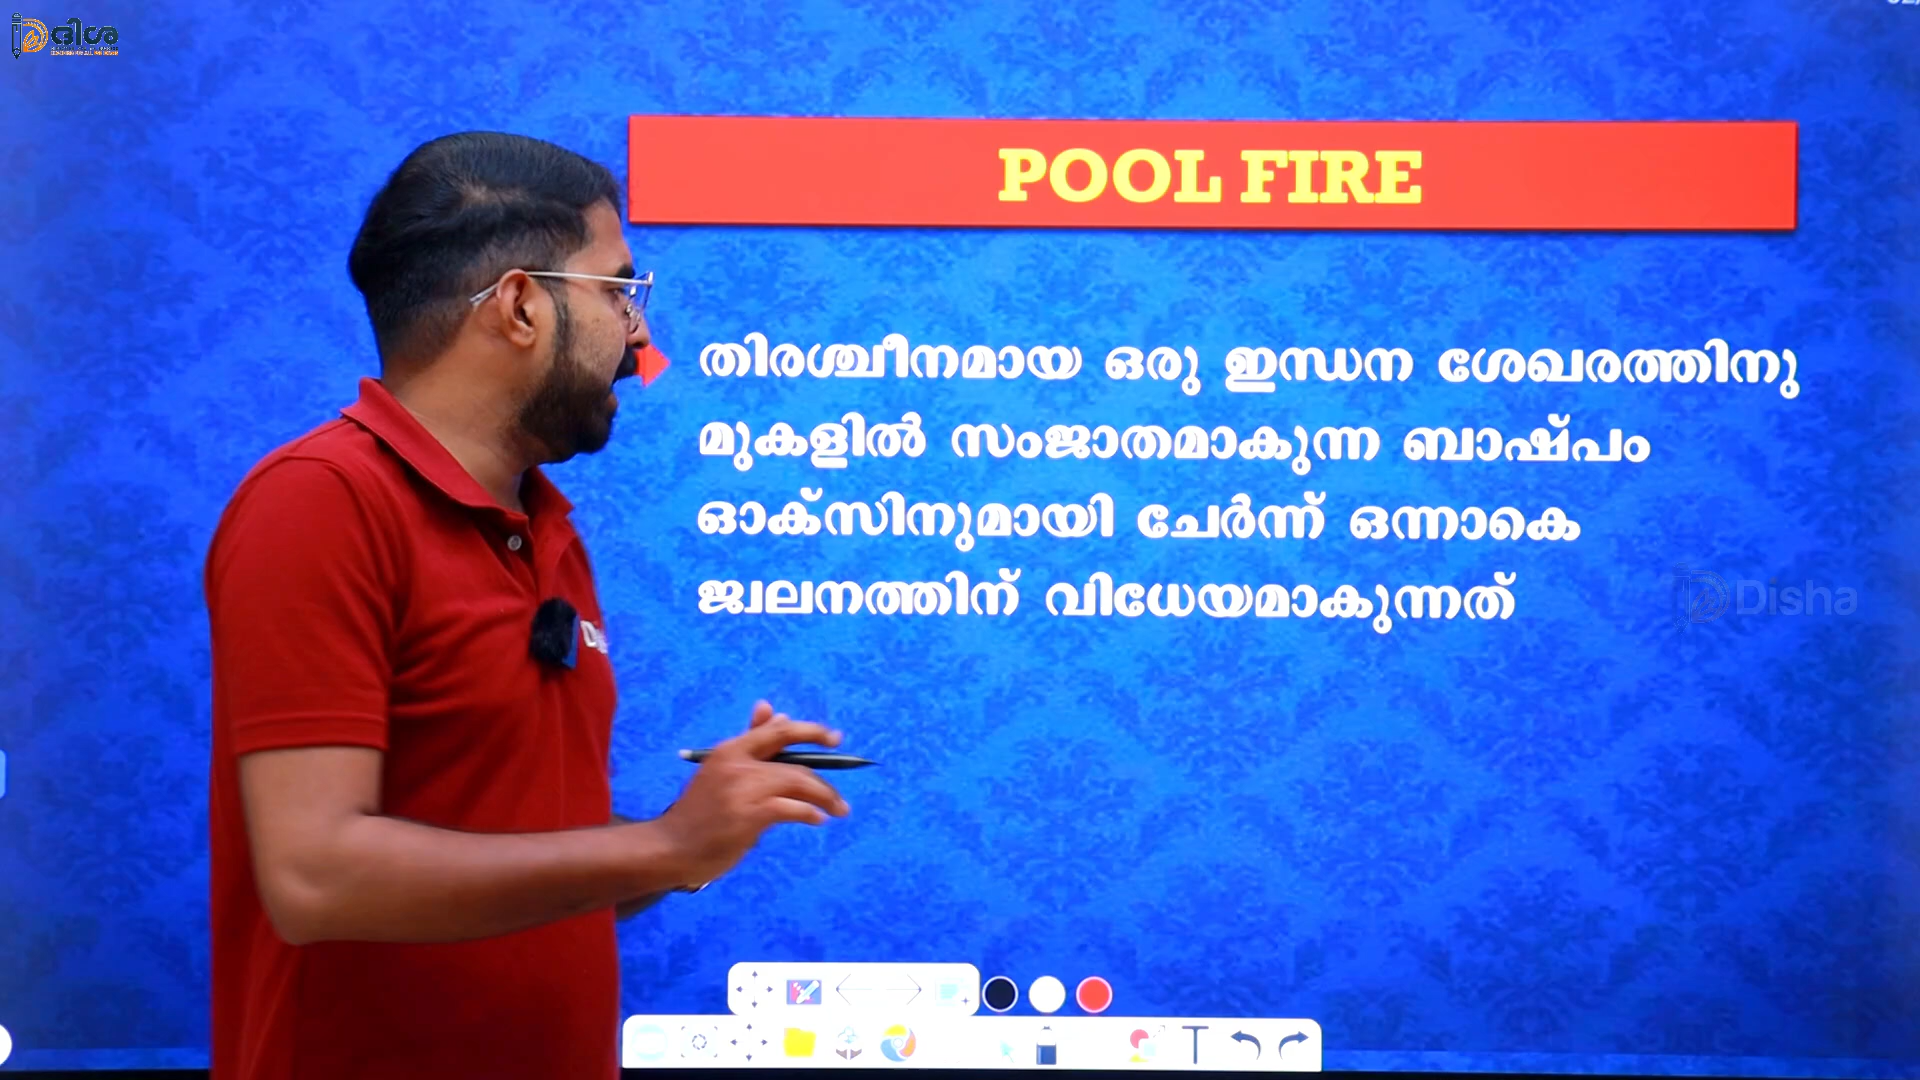 ദിശ
POOL FIRE
തിരശ്ചീനമായ ഒരു ഇന്ധന ശേഖരത്തിനു
മുകളിൽ സംജാതമാകുന്ന ബാഷ്പം
ഓക്സിനുമായി ചേർന്ന് ഒന്നാകെ
ജ്വലനത്തിന് വിധേയമാകുന്നത്
Disha